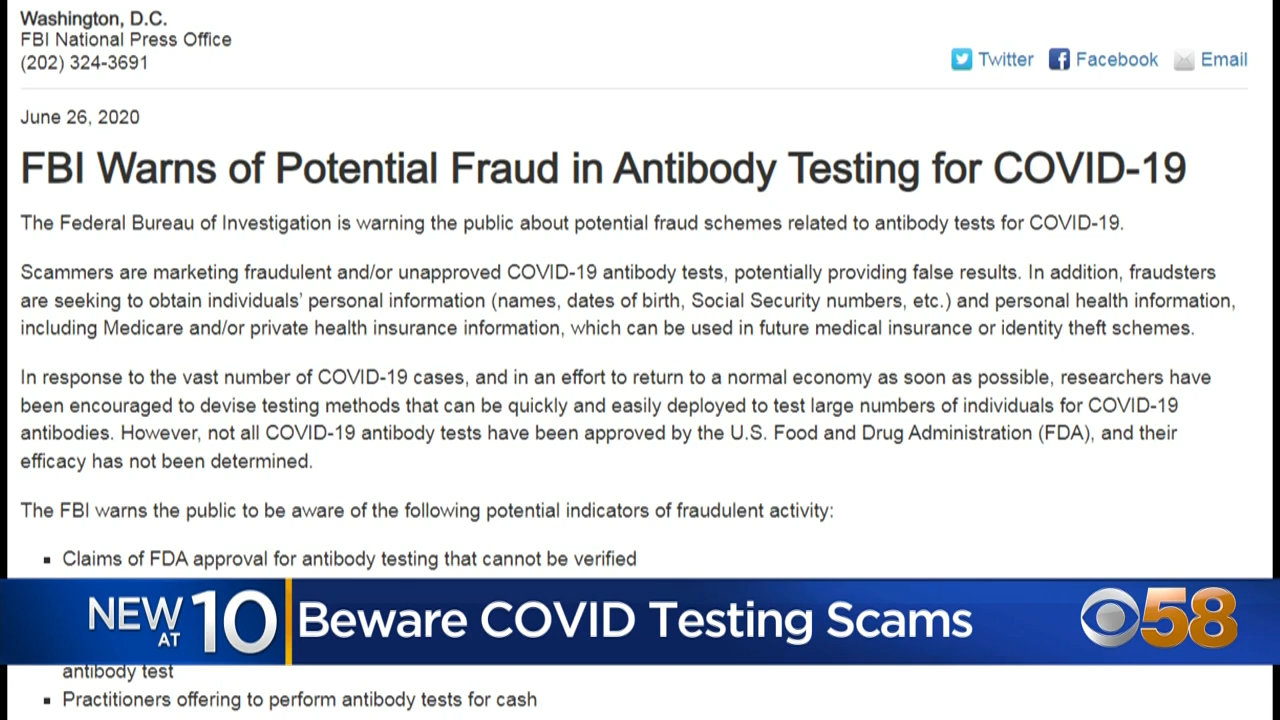 Washington, D.C.
FBI National Press Office
(202) 324-3691
Twitter Facebook Email
June 26, 2020
FBI Warns of Potential Fraud in Antibody Testing for COVID-19
The Federal Bureau of Investigation is warning the public about potential fraud schemes related to antibody tests for COVID-19.
Scammers are marketing fraudulent and/or unapproved COVID-19 antibody tests, potentially providing false results. In addition, fraudsters
are seeking to obtain individuals’ personal information (names, dates of birth, Social Security numbers, etc.) and personal health information,
including Medicare and/or private health insurance information, which can be used in future medical insurance or identity theft schemes.
In response to the vast number of COVID-19 cases, and in an effort to return to a normal economy as soon as possible, researchers have
been encouraged to devise testing methods that can be quickly and easily deployed to test large numbers of individuals for COVID-19
antibodies. However, not all COVID-19 antibody tests have been approved by the U.S. Food and Drug Administration (FDA), and their
efficacy has not been determined.
The FBI warns the public to be aware of the following potential indicators of fraudulent activity:
▪ Claims of FDA approval for antibody testing that cannot be verified
NEW AT 10 Beware COVID Testing Scams 58
antibody test
▪ Practitioners offering to perform antibody tests for cash